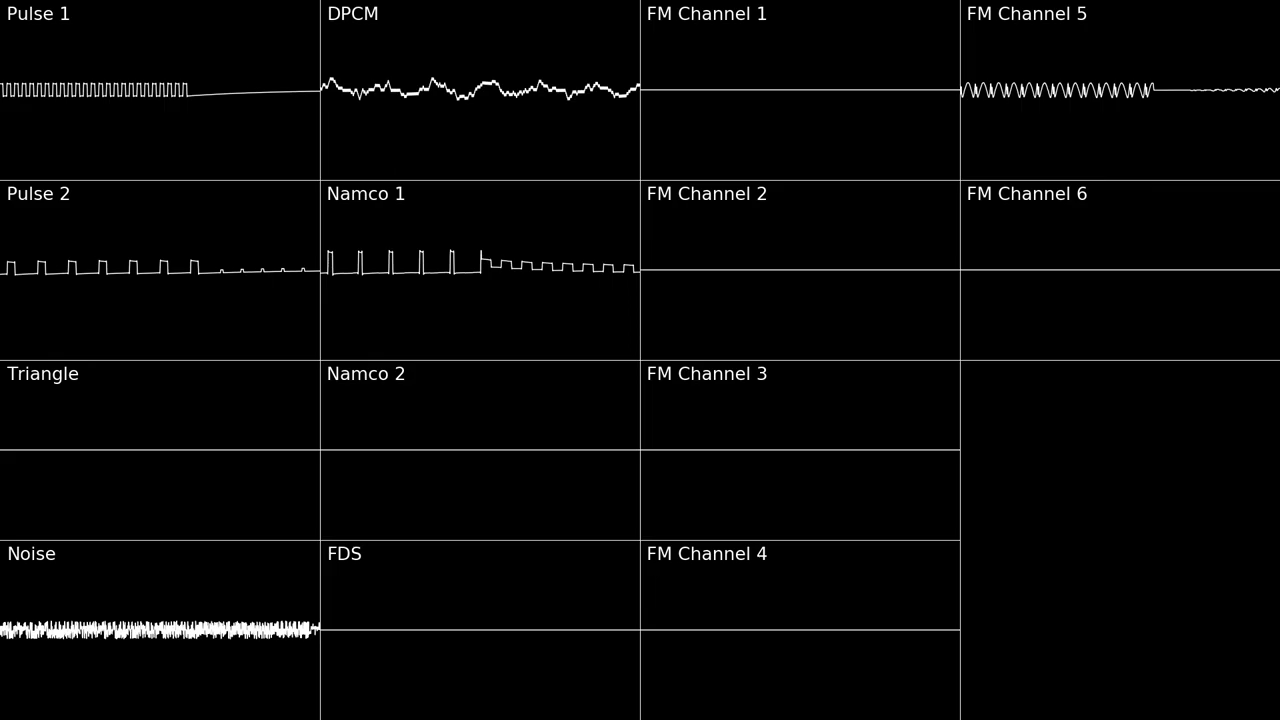 Pulse 1
DPCM
FM Channel 1
FM Channel 5
Pulse 2
Namco 1
FM Channel 2
FM Channel 6
Triangle
Namco 2
FM Channel 3
Noise
FDS
FM Channel 4